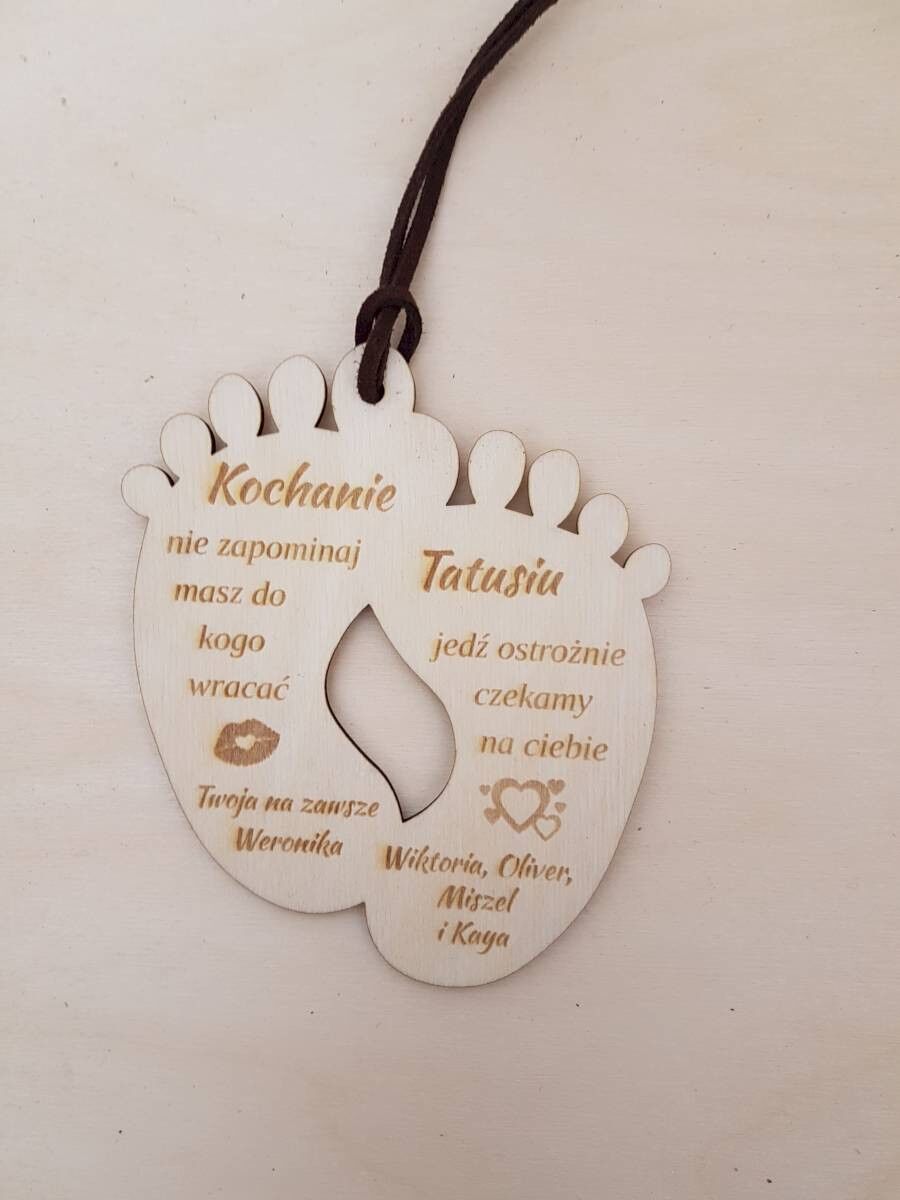 Kochanie
nie zapominaj
masz do
kogo
wracać
Twoja na zawsze
Weronika
Tatusiu
jedź ostrożnie
czekamy
na ciebie
Wiktoria, Oliver,
Miszel
i Kaya